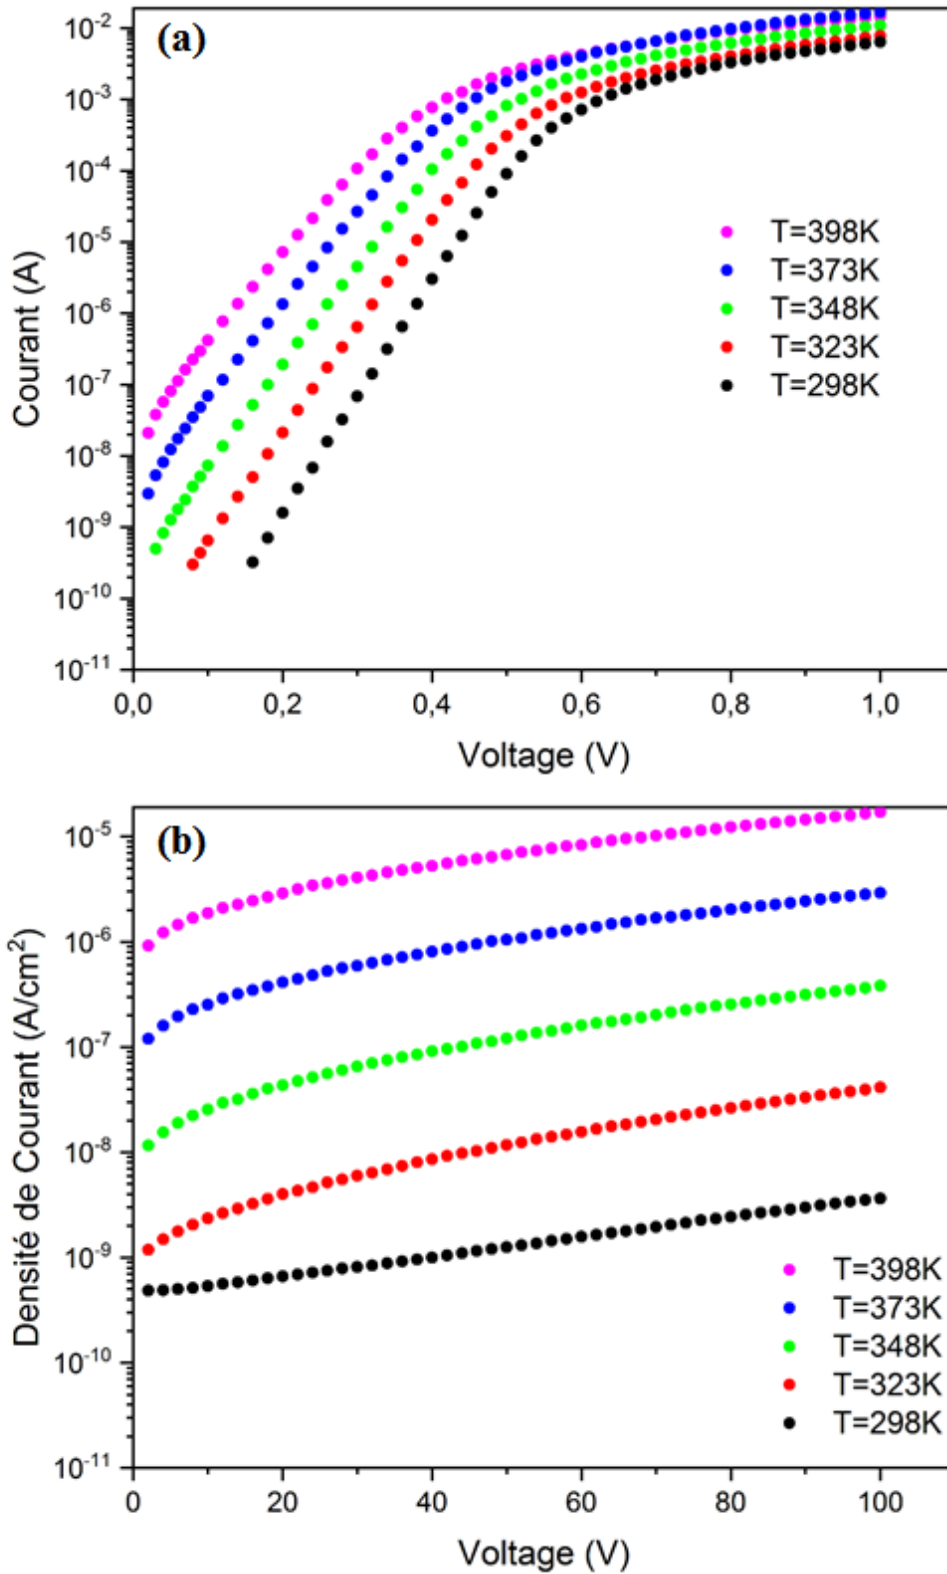 (a)
10⁻²
10⁻³
10⁻⁴
10⁻⁵
10⁻⁶
10⁻⁷
10⁻⁸
10⁻⁹
10⁻¹⁰
10⁻¹¹
Courant (A)
T=398K
T=373K
T=348K
T=323K
T=298K
0,0 0,2 0,4 0,6 0,8 1,0
Voltage (V)
(b)
10⁻⁵
10⁻⁶
10⁻⁷
10⁻⁸
10⁻⁹
10⁻¹⁰
10⁻¹¹
Densité de Courant (A/cm²)
T=398K
T=373K
T=348K
T=323K
T=298K
0 20 40 60 80 100
Voltage (V)